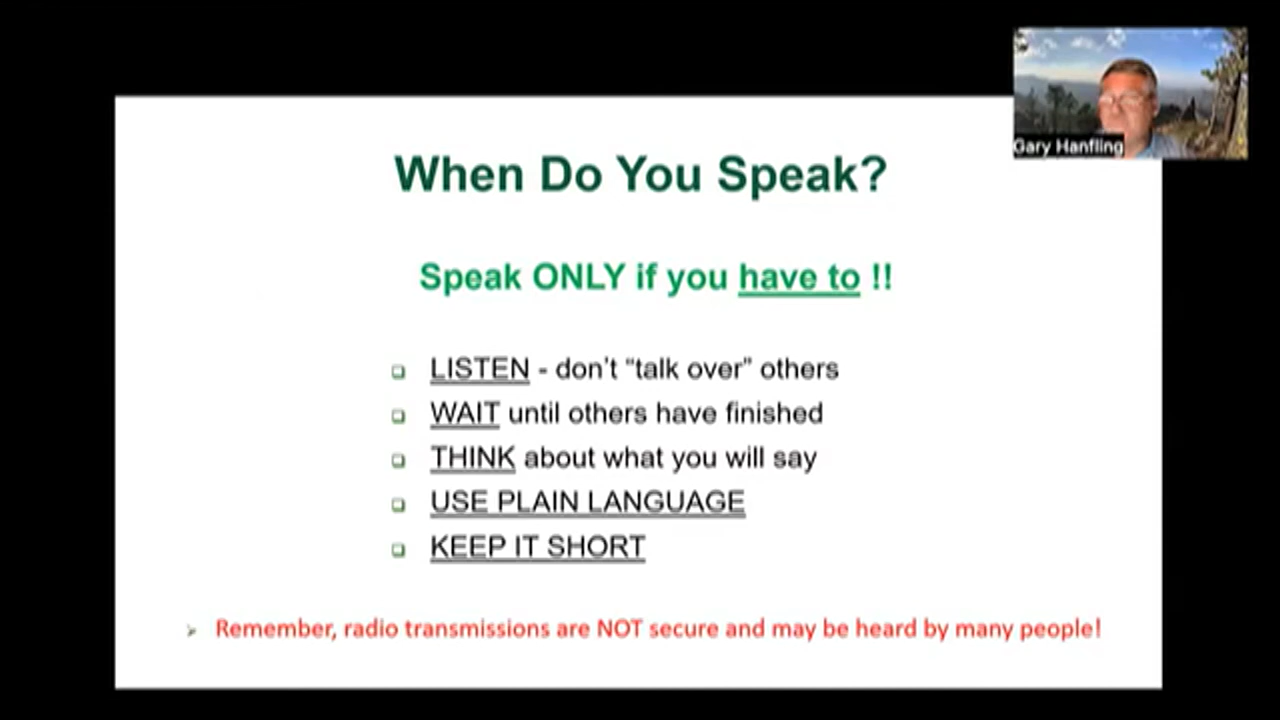 Gary Hanfling
When Do You Speak?
Speak ONLY if you have to !!
LISTEN - don't “talk over” others
WAIT until others have finished
THINK about what you will say
USE PLAIN LANGUAGE
KEEP IT SHORT
Remember, radio transmissions are NOT secure and may be heard by many people!